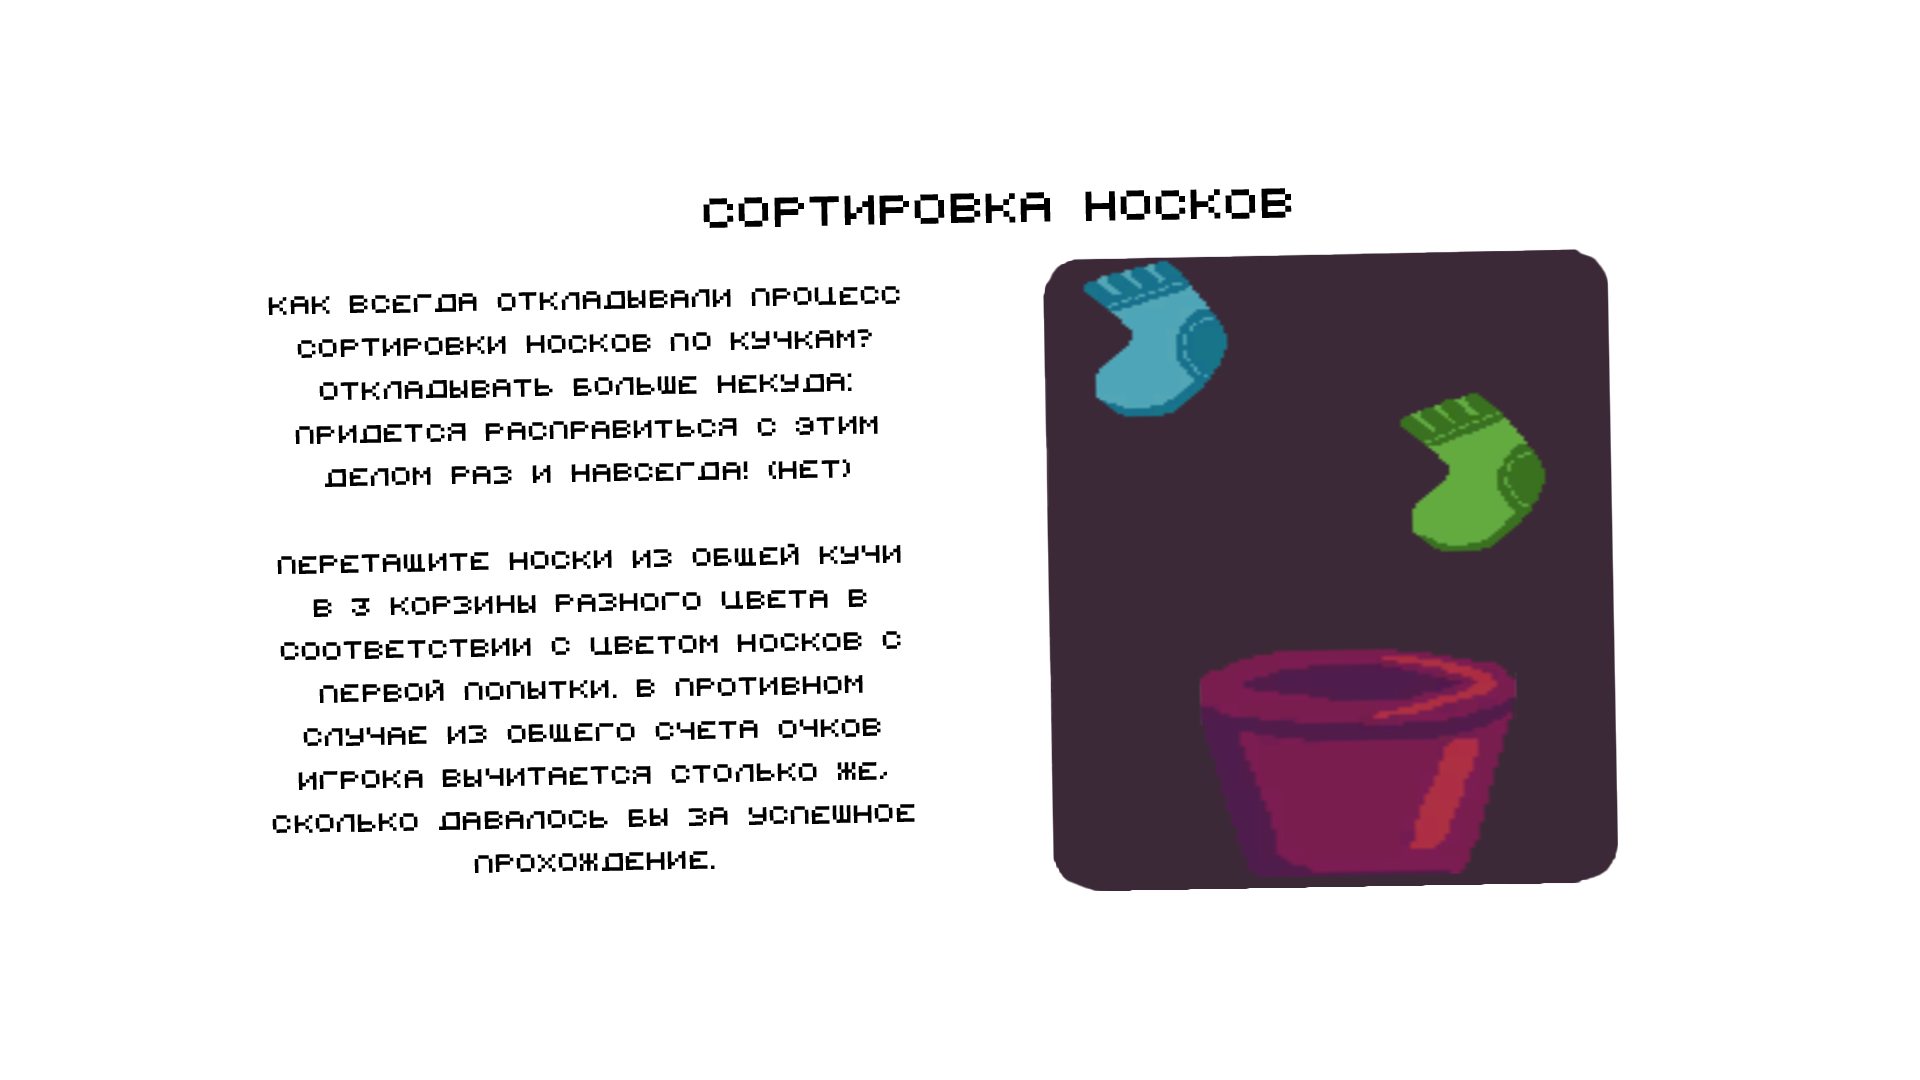 СОРТИРОВКА НОСКОВ
КАК ВСЕГДА ОТКЛАДЫВАЛИ ПРОЦЕСС
СОРТИРОВКИ НОСКОВ ПО КУЧКАМ?
ОТКЛАДЫВАТЬ БОЛЬШЕ НЕКУДА:
ПРИДЕТСЯ РАСПРАВИТЬСЯ С ЭТИМ
ДЕЛОМ РАЗ И НАВСЕГДА! (НЕТ)
ПЕРЕТАЩИТЕ НОСКИ ИЗ ОБЩЕЙ КУЧИ
В 3 КОРЗИНЫ РАЗНОГО ЦВЕТА В
СООТВЕТСТВИИ С ЦВЕТОМ НОСКОВ С
ПЕРВОЙ ПОПЫТКИ. В ПРОТИВНОМ
СЛУЧАЕ ИЗ ОБЩЕГО СЧЕТА ОЧКОВ
ИГРОКА ВЫЧИТАЕТСЯ СТОЛЬКО ЖЕ,
СКОЛЬКО ДАВАЛОСЬ БЫ ЗА УСПЕШНОЕ
ПРОХОЖДЕНИЕ.